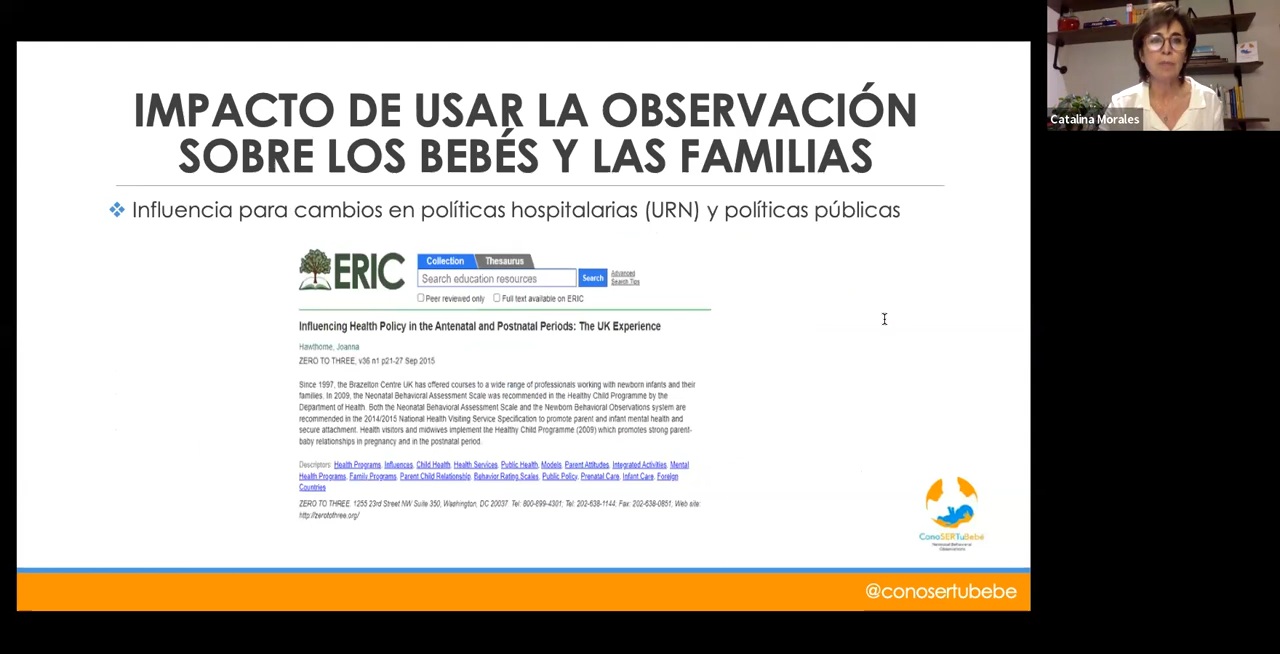 IMPACTO DE USAR LA OBSERVACIÓN
SOBRE LOS BEBÉS Y LAS FAMILIAS
Influencia para cambios en políticas hospitalarias (URN) y políticas públicas
ERIC
Collection Thesaurus
Search education resources Search Advanced
Search Tips
Peer reviewed only Full text available on ERIC
Influencing Health Policy in the Antenatal and Postnatal Periods: The UK Experience
Hawthorne, Joanna
ZERO TO THREE, v36 n1 p21-27 Sep 2015
Since 1997, the Brazelton Centre UK has offered courses to a wide range of professionals working with newborn infants and their
families. In 2009, the Neonatal Behavioral Assessment Scale was recommended in the Healthy Child Programme by the
Department of Health. Both the Neonatal Behavioral Assessment Scale and the Newborn Behavioral Observations system are
recommended in the 2014/2015 National Health Visiting Service Specification to promote parent and infant mental health and
secure attachment. Health visitors and midwives implement the Healthy Child Programme (2009) which promotes strong parent-
baby relationships in pregnancy and in the postnatal period.
Descriptors: Health Programs, Influences, Child Health, Health Services, Public Health, Models, Parent Attitudes, Integrated Activities, Mental
Health Programs, Family Programs, Parent Child Relationship, Behavior Rating Scales, Public Policy, Prenatal Care, Infant Care, Foreign
Countries
ZERO TO THREE. 1255 23rd Street NW Suite 350, Washington, DC 20037. Tel: 800-899-4301; Tel: 202-638-1144; Fax: 202-638-0851; Web site:
http://zerotothree.org/
ConoSERTuBebé
Newborn Behavioral
Observations
@conosertubebe
Catalina Morales